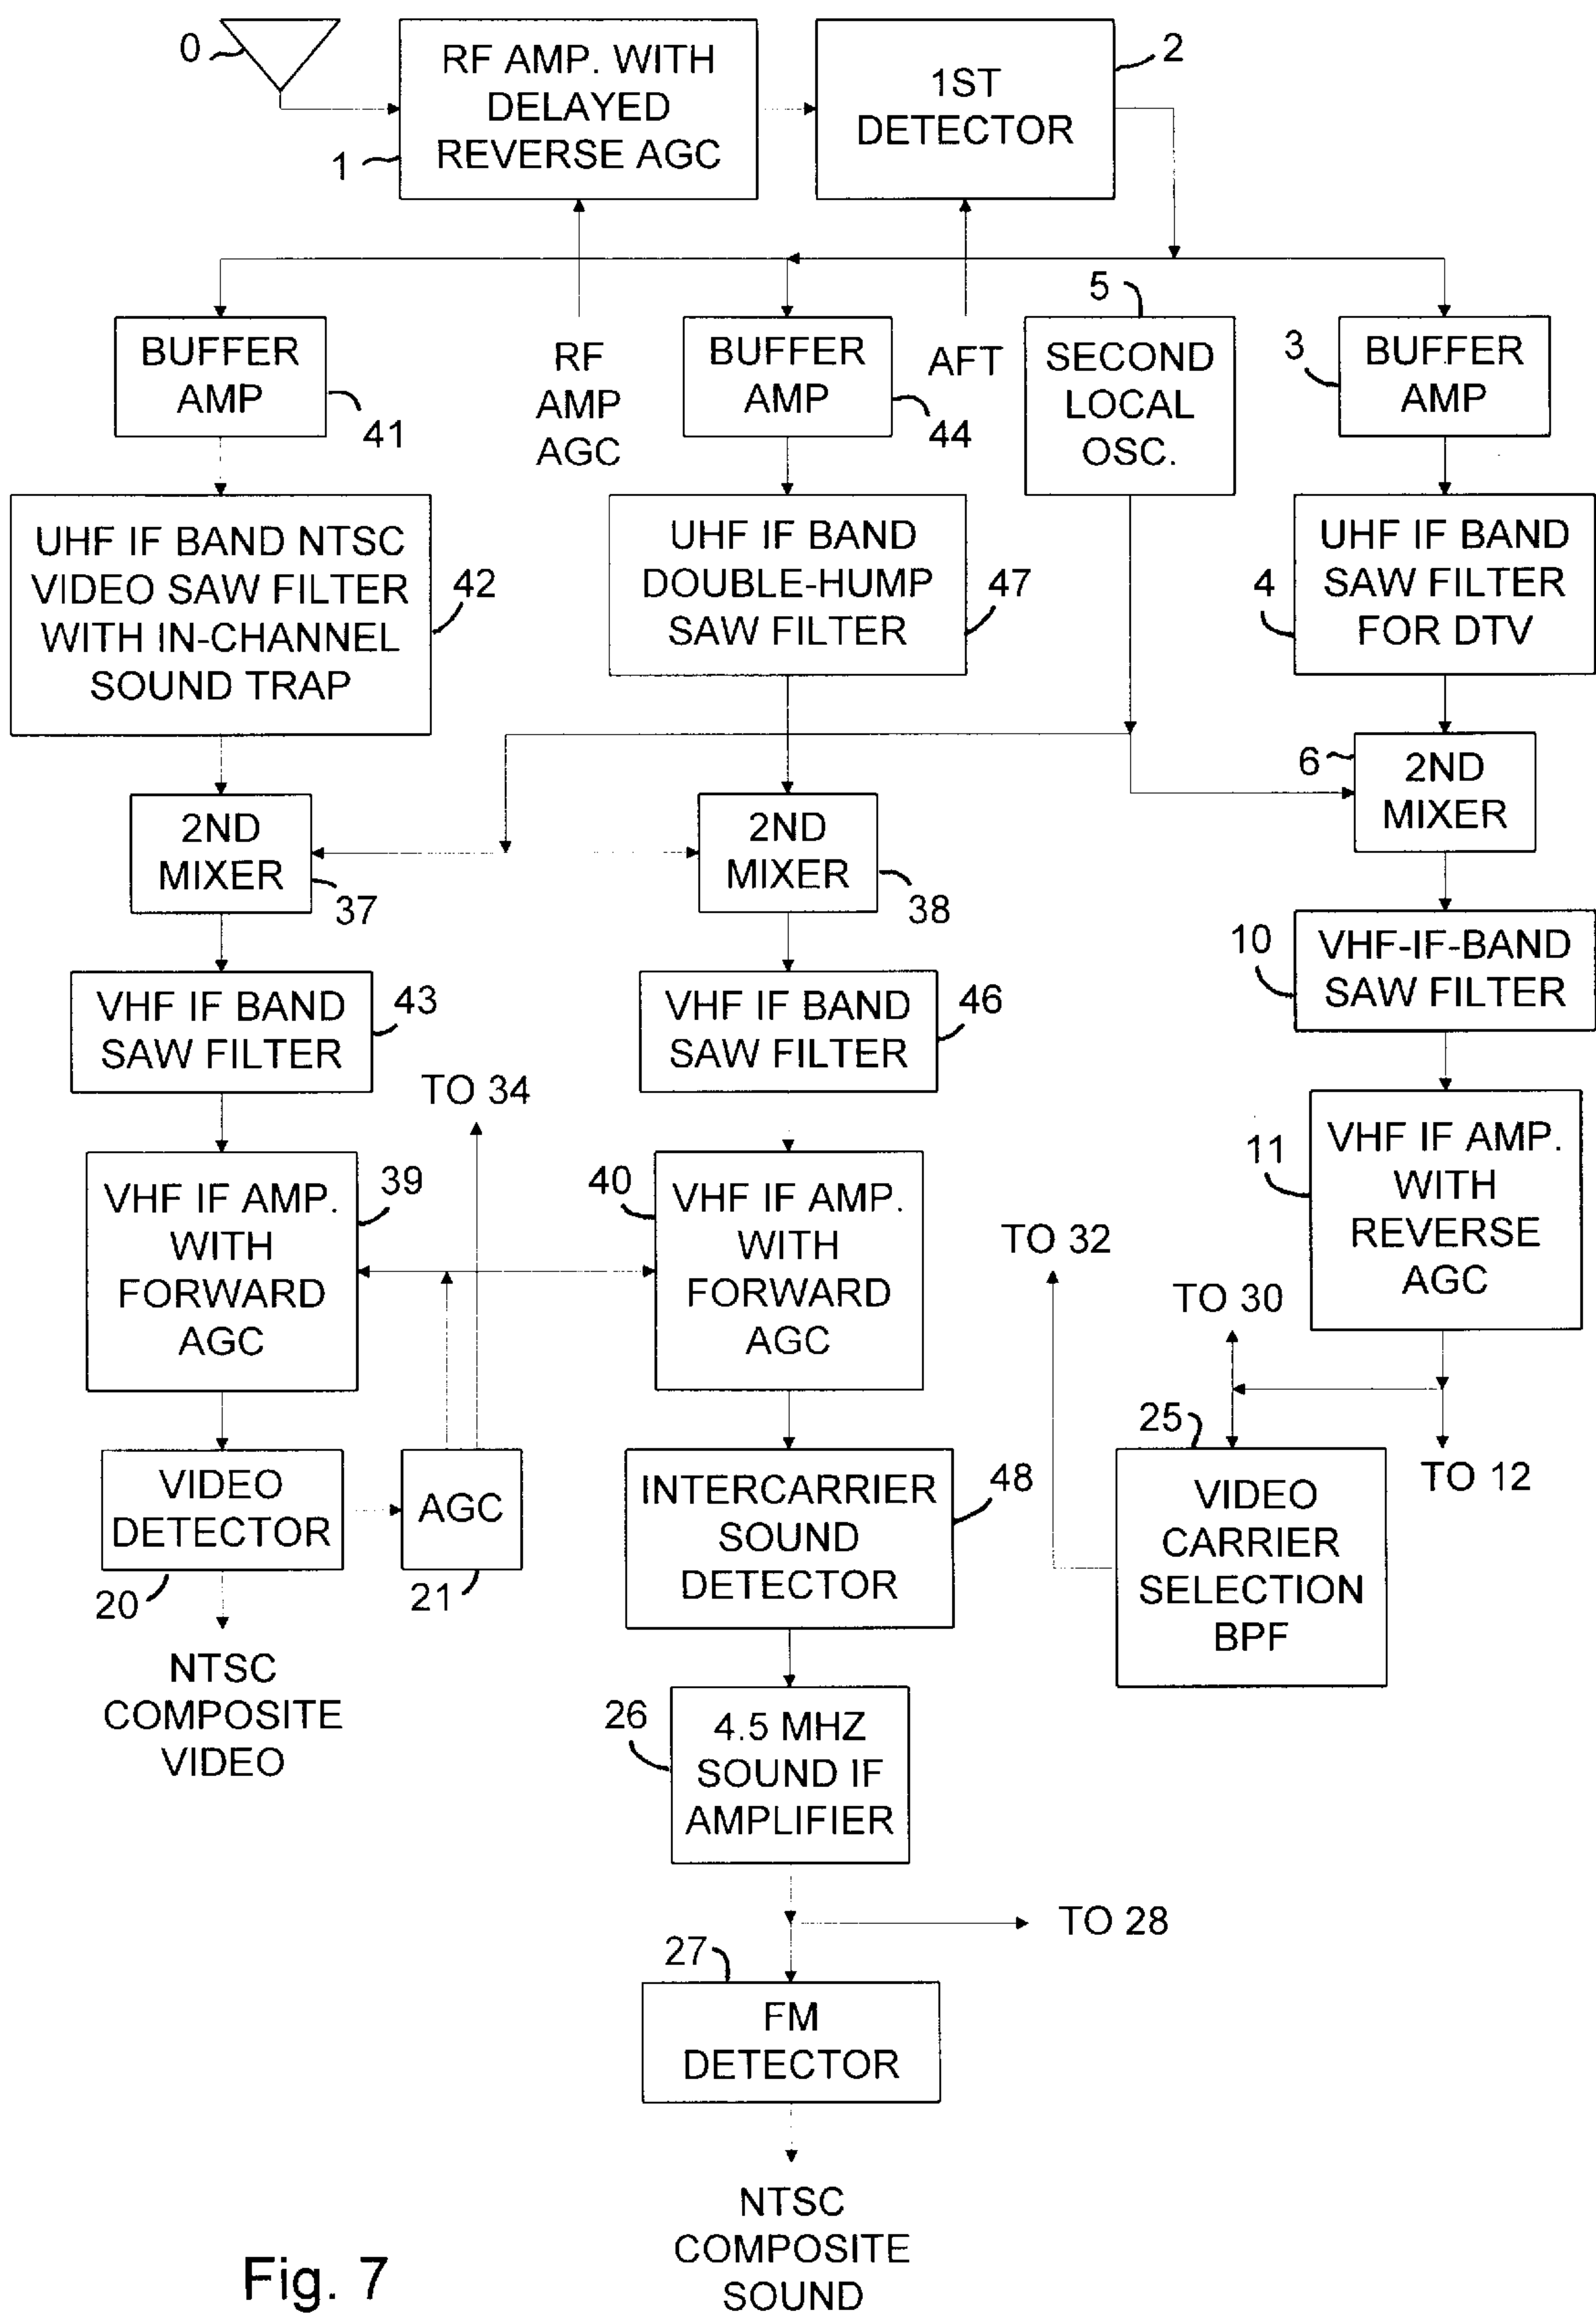 0
RF AMP. WITH
DELAYED
REVERSE AGC
1
1ST
DETECTOR
2
BUFFER
AMP
41
RF
AMP
AGC
BUFFER
AMP
44
AFT
5
SECOND
LOCAL
OSC.
3
BUFFER
AMP
UHF IF BAND NTSC
VIDEO SAW FILTER
WITH IN-CHANNEL
SOUND TRAP
42
UHF IF BAND
DOUBLE-HUMP
SAW FILTER
47
4
UHF IF BAND
SAW FILTER
FOR DTV
2ND
MIXER
37
2ND
MIXER
38
6
2ND
MIXER
VHF IF BAND
SAW FILTER
43
VHF IF BAND
SAW FILTER
46
10
VHF-IF-BAND
SAW FILTER
TO 34
VHF IF AMP.
WITH
FORWARD
AGC
39
40
VHF IF AMP.
WITH
FORWARD
AGC
11
VHF IF AMP.
WITH
REVERSE
AGC
TO 32
TO 30
TO 12
VIDEO
DETECTOR
20
AGC
21
INTERCARRIER
SOUND
DETECTOR
48
25
VIDEO
CARRIER
SELECTION
BPF
NTSC
COMPOSITE
VIDEO
26
4.5 MHZ
SOUND IF
AMPLIFIER
TO 28
27
FM
DETECTOR
NTSC
COMPOSITE
SOUND
Fig. 7